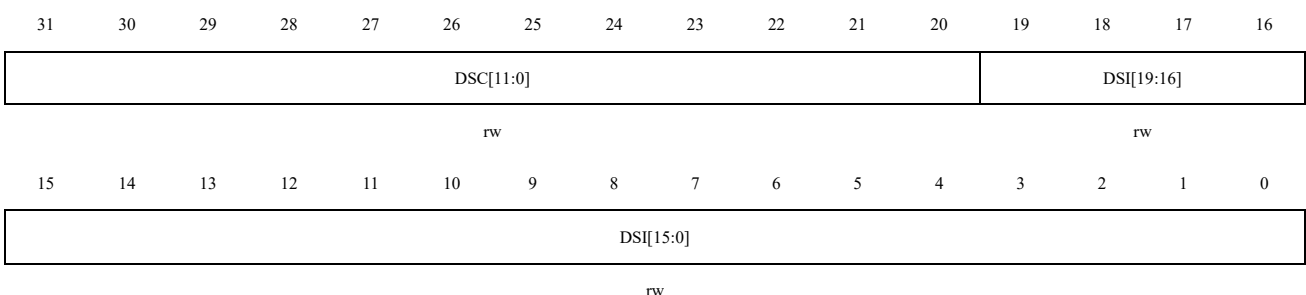 31 30 29 28 27 26 25 24 23 22 21 20 19 18 17 16
DSC[11:0] DSI[19:16]
rw rw
15 14 13 12 11 10 9 8 7 6 5 4 3 2 1 0
DSI[15:0]
rw